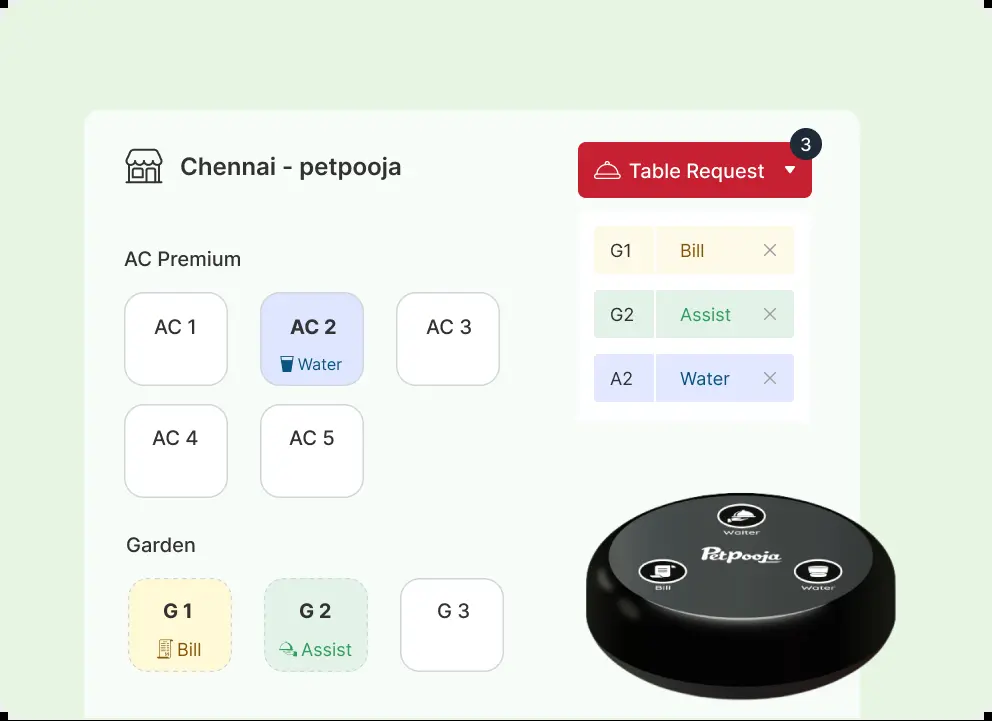 Chennai - petpooja
Table Request
3
G1 Bill
G2 Assist
A2 Water
AC Premium
AC 1
AC 2
Water
AC 3
AC 4
AC 5
Garden
G 1
Bill
G 2
Assist
G 3
Waiter
Petpooja
Bill
Water